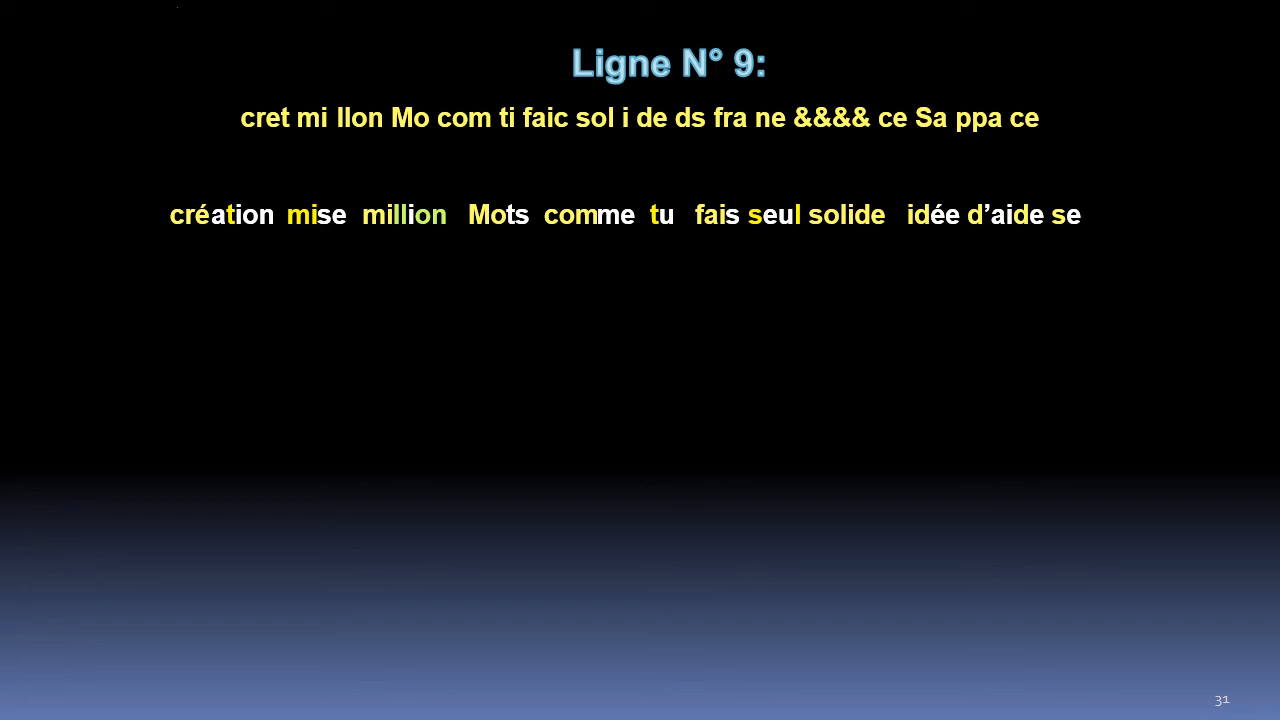 Ligne N° 9:
cret mi llon Mo com ti faic sol i de ds fra ne &&&& ce Sa ppa ce
création mise million Mots comme tu fais seul solide idée d’aide se
31